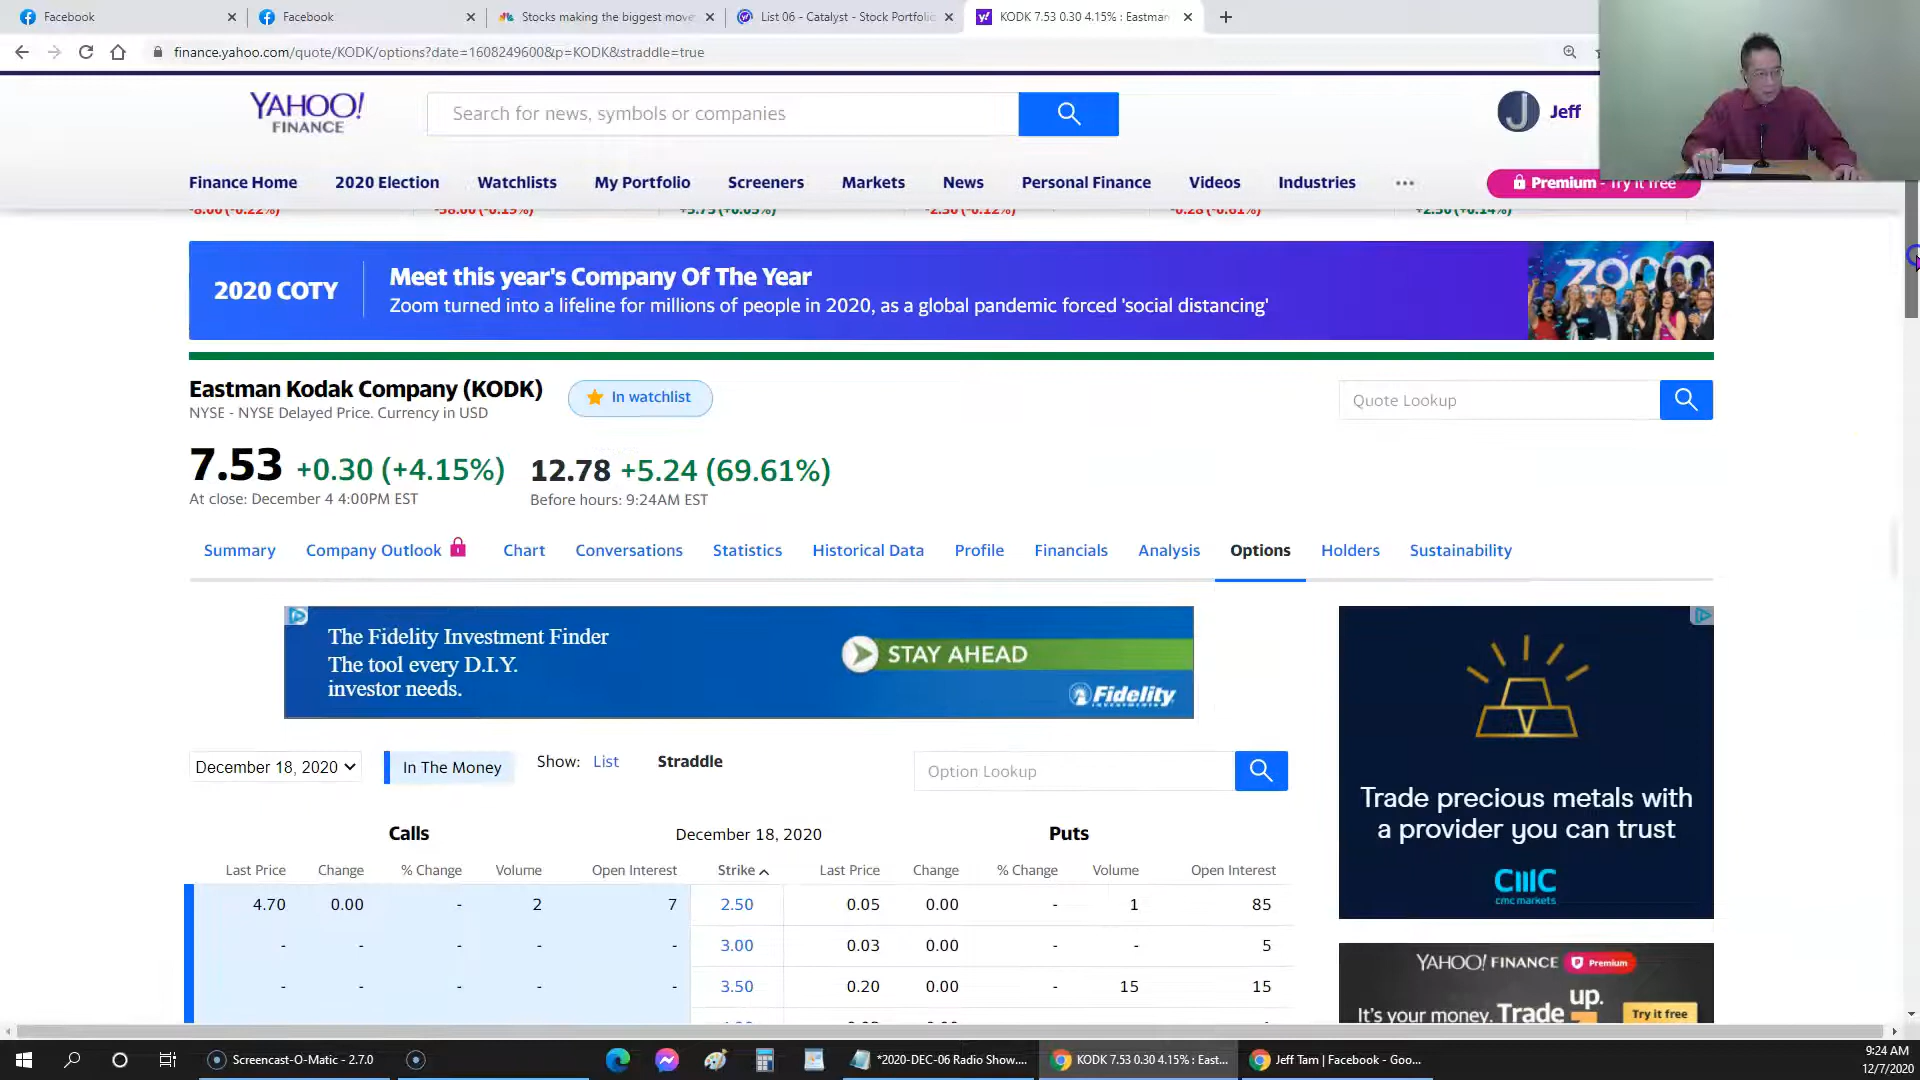 Facebook
Facebook
Stocks making the biggest move
List 06 - Catalyst - Stock Portfolio
KODK 7.53 0.30 4.15% : Eastman
finance.yahoo.com/quote/KODK/options?date=1608249600&p=KODK&straddle=true
YAHOO!
FINANCE
Search for news, symbols or companies
J
Jeff
Finance Home
2020 Election
Watchlists
My Portfolio
Screeners
Markets
News
Personal Finance
Videos
Industries
Premium - Try it free
2020 COTY
Meet this year's Company Of The Year
Zoom turned into a lifeline for millions of people in 2020, as a global pandemic forced 'social distancing'
zoom
Eastman Kodak Company (KODK)
NYSE - NYSE Delayed Price. Currency in USD
In watchlist
Quote Lookup
7.53 +0.30 (+4.15%)
At close: December 4 4:00PM EST
12.78 +5.24 (69.61%)
Before hours: 9:24AM EST
Summary
Company Outlook
Chart
Conversations
Statistics
Historical Data
Profile
Financials
Analysis
Options
Holders
Sustainability
The Fidelity Investment Finder
The tool every D.I.Y.
investor needs.
STAY AHEAD
Fidelity
INVESTMENTS
Trade precious metals with
a provider you can trust
cmc
cmc markets
December 18, 2020
In The Money
Show: List Straddle
Option Lookup
Calls December 18, 2020 Puts
Last Price Change % Change Volume Open Interest Strike Last Price Change % Change Volume Open Interest
4.70 0.00 - 2 7 2.50 0.05 0.00 - 1 85
- - - - - 3.00 0.03 0.00 - - 5
- - - - - 3.50 0.20 0.00 - 15 15
YAHOO! FINANCE Premium
It's your money. Trade up.
Try it free
Screencast-O-Matic - 2.7.0
*2020-DEC-06 Radio Show....
KODK 7.53 0.30 4.15% : East...
Jeff Tam | Facebook - Goo...
9:24 AM
12/7/2020